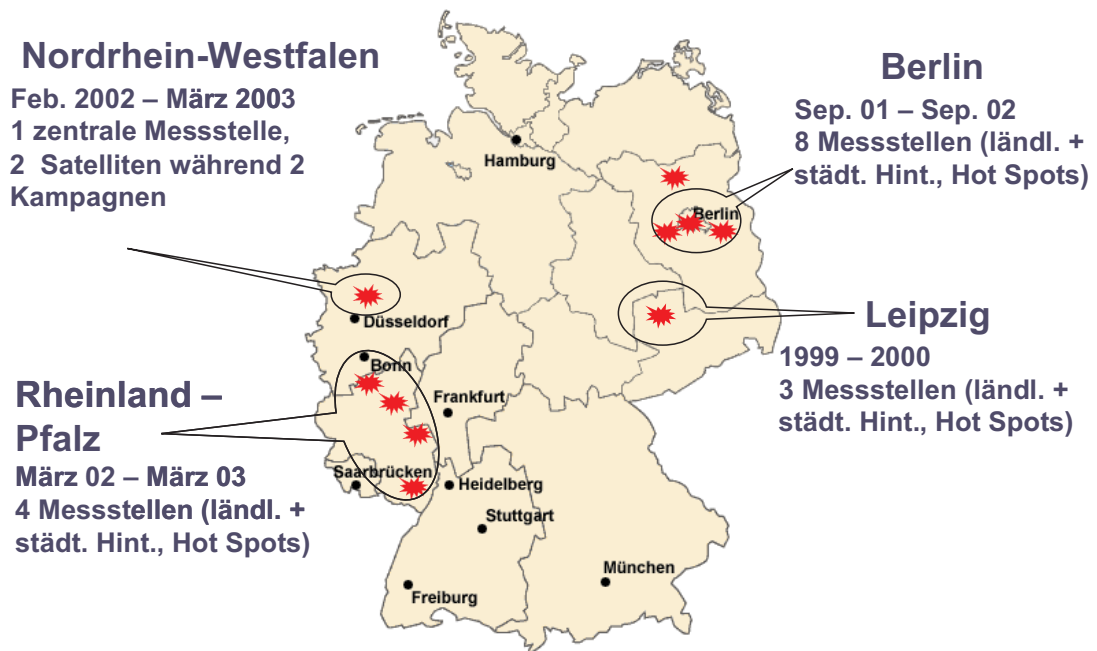 Nordrhein-Westfalen
Feb. 2002 – März 2003
1 zentrale Messstelle,
2 Satelliten während 2
Kampagnen
Berlin
Sep. 01 – Sep. 02
8 Messstellen (ländl. +
städt. Hint., Hot Spots)
Hamburg
Berlin
Düsseldorf
Leipzig
1999 – 2000
3 Messstellen (ländl. +
städt. Hint., Hot Spots)
Bonn
Rheinland –
Pfalz
März 02 – März 03
4 Messstellen (ländl. +
städt. Hint., Hot Spots)
Frankfurt
Saarbrücken
Heidelberg
Stuttgart
München
Freiburg